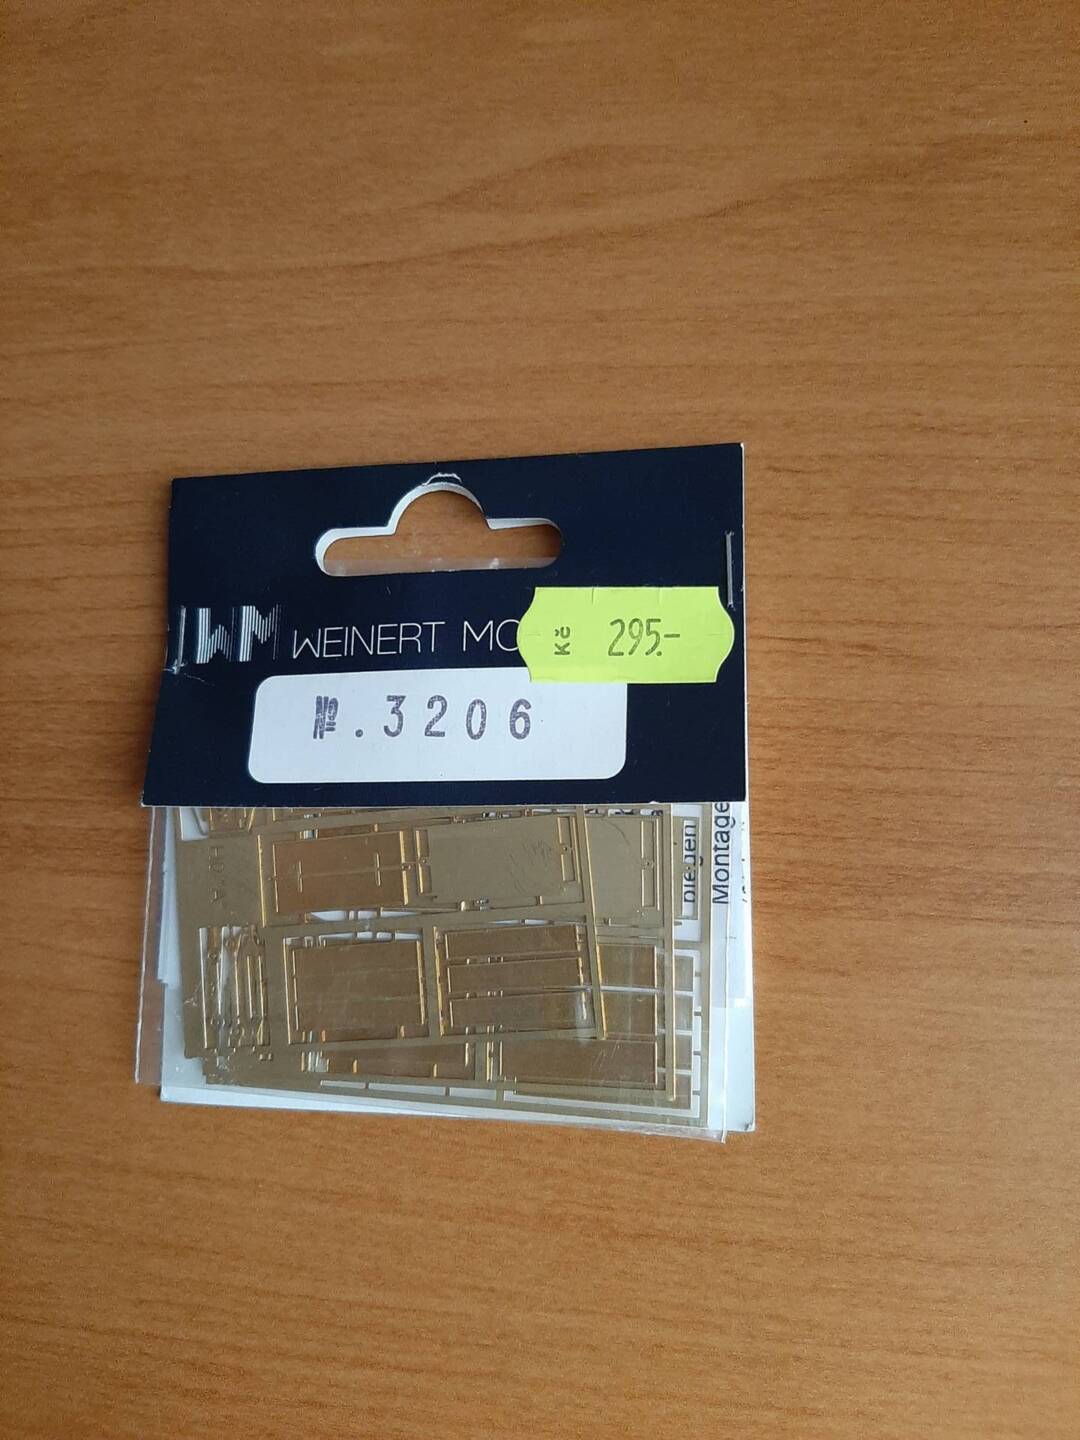 WM WEINERT MO
Kč 295.-
№.3206
biegen
Montage